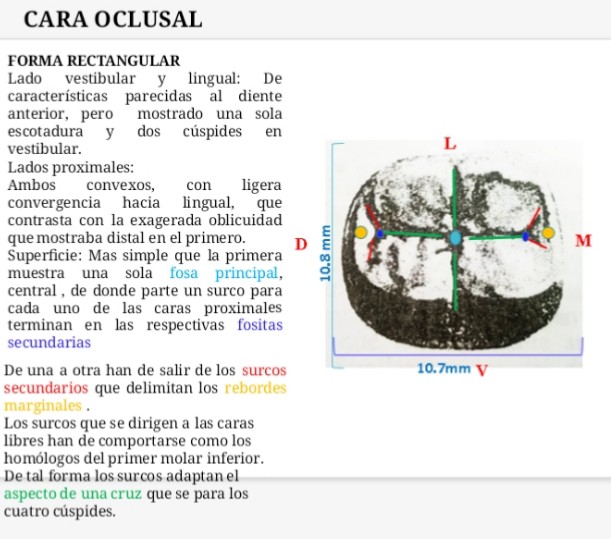 CARA OCLUSAL
FORMA RECTANGULAR
Lado vestibular y lingual: De
características parecidas al diente
anterior, pero mostrado una sola
escotadura y dos cúspides en
vestibular.
Lados proximales:
Ambos convexos, con ligera
convergencia hacia lingual, que
contrasta con la exagerada oblicuidad
que mostraba distal en el primero.
Superficie: Mas simple que la primera
muestra una sola fosa principal,
central , de donde parte un surco para
cada uno de las caras proximales
terminan en las respectivas fositas
secundarias
De una a otra han de salir de los surcos
secundarios que delimitan los rebordes
marginales .
Los surcos que se dirigen a las caras
libres han de comportarse como los
homólogos del primer molar inferior.
De tal forma los surcos adaptan el
aspecto de una cruz que se para los
cuatro cúspides.
L
D
M
10.8 mm
10.7mm V